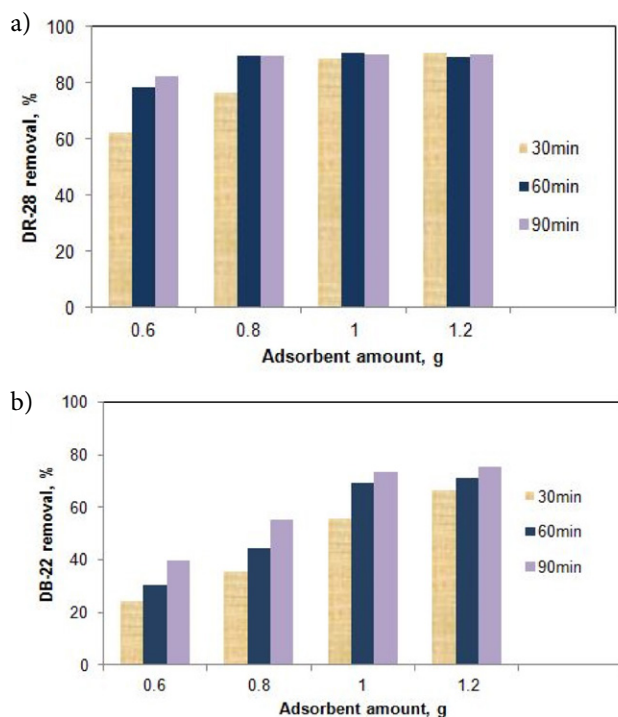 a)
100
80
60
40
20
0
DR-28 removal, %
0.6 0.8 1 1.2
Adsorbent amount, g
30min
60min
90min
b)
100
80
60
40
20
0
DB-22 removal, %
0.6 0.8 1 1.2
Adsorbent amount, g
30min
60min
90min